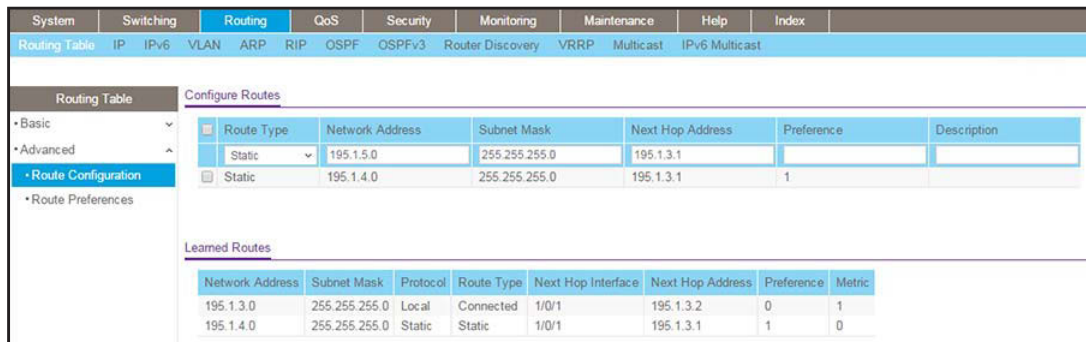 System Switching Routing QoS Security Monitoring Maintenance Help Index
Routing Table IP IPv6 VLAN ARP RIP OSPF OSPFv3 Router Discovery VRRP Multicast IPv6 Multicast
Routing Table
• Basic
• Advanced
• Route Configuration
• Route Preferences
Configure Routes
Route Type Network Address Subnet Mask Next Hop Address Preference Description
Static 195.1.5.0 255.255.255.0 195.1.3.1
Static 195.1.4.0 255.255.255.0 195.1.3.1 1
Learned Routes
Network Address Subnet Mask Protocol Route Type Next Hop Interface Next Hop Address Preference Metric
195.1.3.0 255.255.255.0 Local Connected 1/0/1 195.1.3.2 0 1
195.1.4.0 255.255.255.0 Static Static 1/0/1 195.1.3.1 1 0